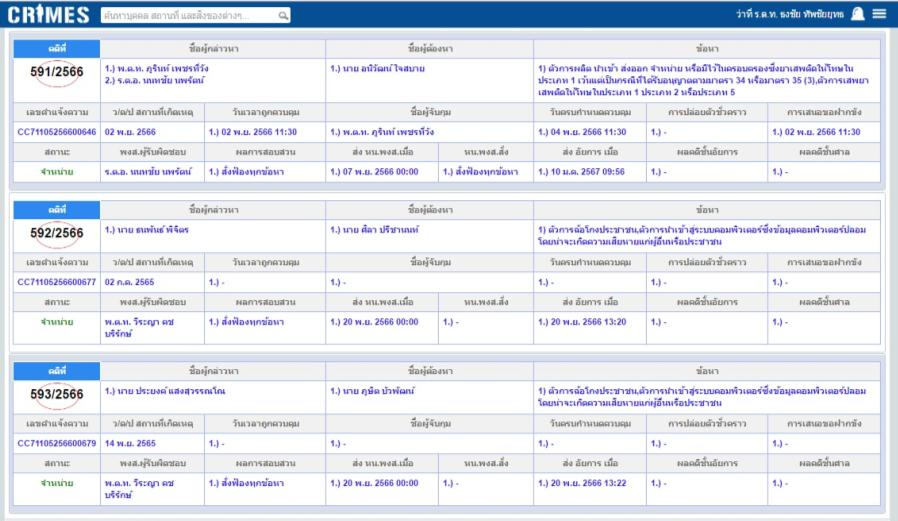 CRIMES ค้นหาบุคคล สถานที่ และสิ่งของต่างๆ... ว่าที่ ร.ต.ท. ธงชัย ทัพชัยยุทธ
คดีที่ ชื่อผู้กล่าวหา ชื่อผู้ต้องหา ข้อหา
591/2566 1.) พ.ต.ท. ภูรินท์ เพชรที่วัง 1.) นาย อนิวัฒน์ ใจสบาย 1) ตัวการผลิต นำเข้า ส่งออก จำหน่าย หรือมีไว้ในครอบครองซึ่งยาเสพติดให้โทษใน
2.) ร.ต.อ. นนทชัย นพรัตน์ ประเภท 1 เว้นแต่เป็นกรณีที่ได้รับอนุญาตตามมาตรา 34 หรือมาตรา 35 (3),ตัวการเสพยา
เสพติดให้โทษในประเภท 1 ประเภท 2 หรือประเภท 5
เลขคำแจ้งความ ว/ด/ป สถานที่เกิดเหตุ วันเวลาถูกควบคุม ชื่อผู้จับกุม วันครบกำหนดควบคุม การปล่อยตัวชั่วคราว การเสนอขอฝากขัง
CC71105256600646 02 พ.ย. 2566 1.) 02 พ.ย. 2566 11:30 1.) พ.ต.ท. ภูรินท์ เพชรที่วัง 1.) 04 พ.ย. 2566 11:30 1.) - 1.) 02 พ.ย. 2566 11:30
สถานะ พงส.ผู้รับผิดชอบ ผลการสอบสวน ส่ง หน.พงส.เมื่อ หน.พงส.สั่ง ส่ง อัยการ เมื่อ ผลคดีชั้นอัยการ ผลคดีชั้นศาล
จำหน่าย ร.ต.อ. นนทชัย นพรัตน์ 1.) สั่งฟ้องทุกข้อหา 1.) 07 พ.ย. 2566 00:00 1.) สั่งฟ้องทุกข้อหา 1.) 10 ม.ค. 2567 09:56 1.) - 1.) -
คดีที่ ชื่อผู้กล่าวหา ชื่อผู้ต้องหา ข้อหา
592/2566 1.) นาย ธนพันธ์ พิจิตร 1.) นาย ศิลา ปรีชานนท์ 1) ตัวการฉ้อโกงประชาชน,ตัวการนำเข้าสู่ระบบคอมพิวเตอร์ซึ่งข้อมูลคอมพิวเตอร์ปลอม
โดยน่าจะเกิดความเสียหายแก่ผู้อื่นหรือประชาชน
เลขคำแจ้งความ ว/ด/ป สถานที่เกิดเหตุ วันเวลาถูกควบคุม ชื่อผู้จับกุม วันครบกำหนดควบคุม การปล่อยตัวชั่วคราว การเสนอขอฝากขัง
CC71105256600677 02 ก.ค. 2565 1.) - 1.) - 1.) - 1.) - 1.) -
สถานะ พงส.ผู้รับผิดชอบ ผลการสอบสวน ส่ง หน.พงส.เมื่อ หน.พงส.สั่ง ส่ง อัยการ เมื่อ ผลคดีชั้นอัยการ ผลคดีชั้นศาล
จำหน่าย พ.ต.ท. วีระญา คช 1.) สั่งฟ้องทุกข้อหา 1.) 20 พ.ย. 2566 00:00 1.) - 1.) 20 พ.ย. 2566 13:20 1.) - 1.) -
บริรักษ์
คดีที่ ชื่อผู้กล่าวหา ชื่อผู้ต้องหา ข้อหา
593/2566 1.) นาย ประยงค์ แสงสุวรรณโณ 1.) นาย ภูษิต บัวพัฒน์ 1) ตัวการฉ้อโกงประชาชน,ตัวการนำเข้าสู่ระบบคอมพิวเตอร์ซึ่งข้อมูลคอมพิวเตอร์ปลอม
โดยน่าจะเกิดความเสียหายแก่ผู้อื่นหรือประชาชน
เลขคำแจ้งความ ว/ด/ป สถานที่เกิดเหตุ วันเวลาถูกควบคุม ชื่อผู้จับกุม วันครบกำหนดควบคุม การปล่อยตัวชั่วคราว การเสนอขอฝากขัง
CC71105256600679 14 พ.ย. 2565 1.) - 1.) - 1.) - 1.) - 1.) -
สถานะ พงส.ผู้รับผิดชอบ ผลการสอบสวน ส่ง หน.พงส.เมื่อ หน.พงส.สั่ง ส่ง อัยการ เมื่อ ผลคดีชั้นอัยการ ผลคดีชั้นศาล
จำหน่าย พ.ต.ท. วีระญา คช 1.) สั่งฟ้องทุกข้อหา 1.) 20 พ.ย. 2566 00:00 1.) - 1.) 20 พ.ย. 2566 13:22 1.) - 1.) -
บริรักษ์